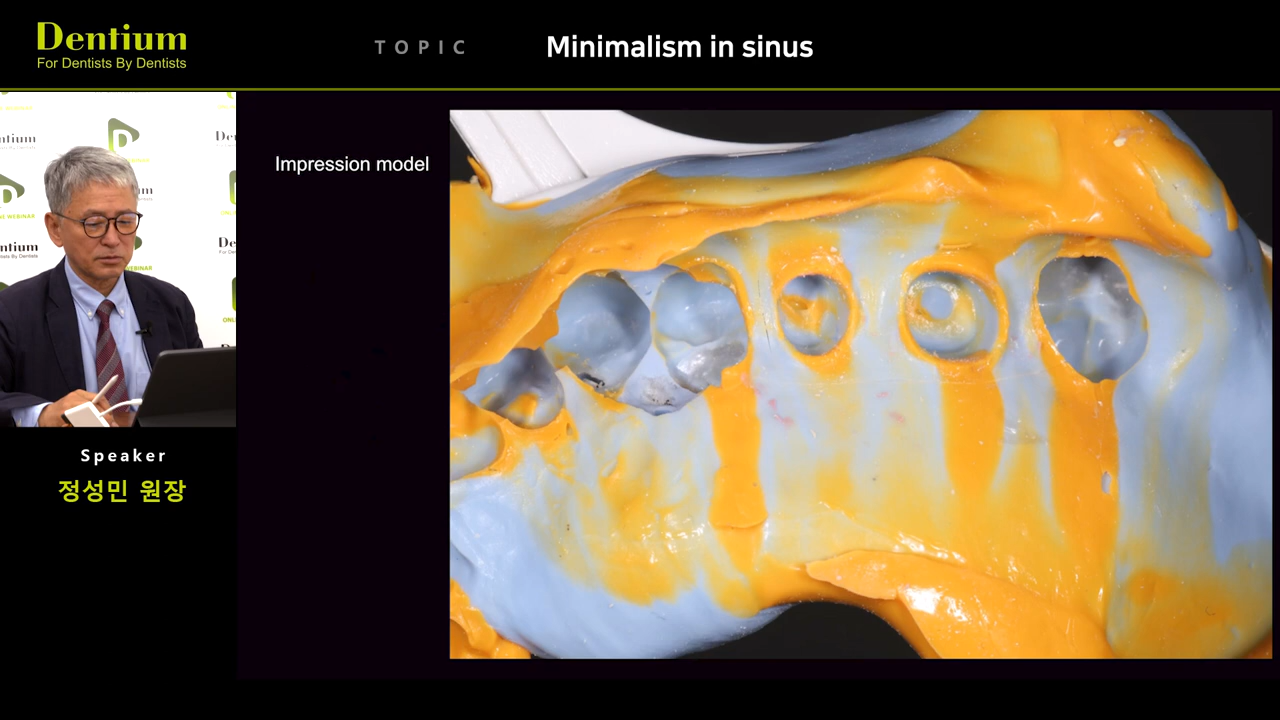 Dentium
For Dentists By Dentists
TOPIC
Minimalism in sinus
Impression model
Speaker
정성민 원장